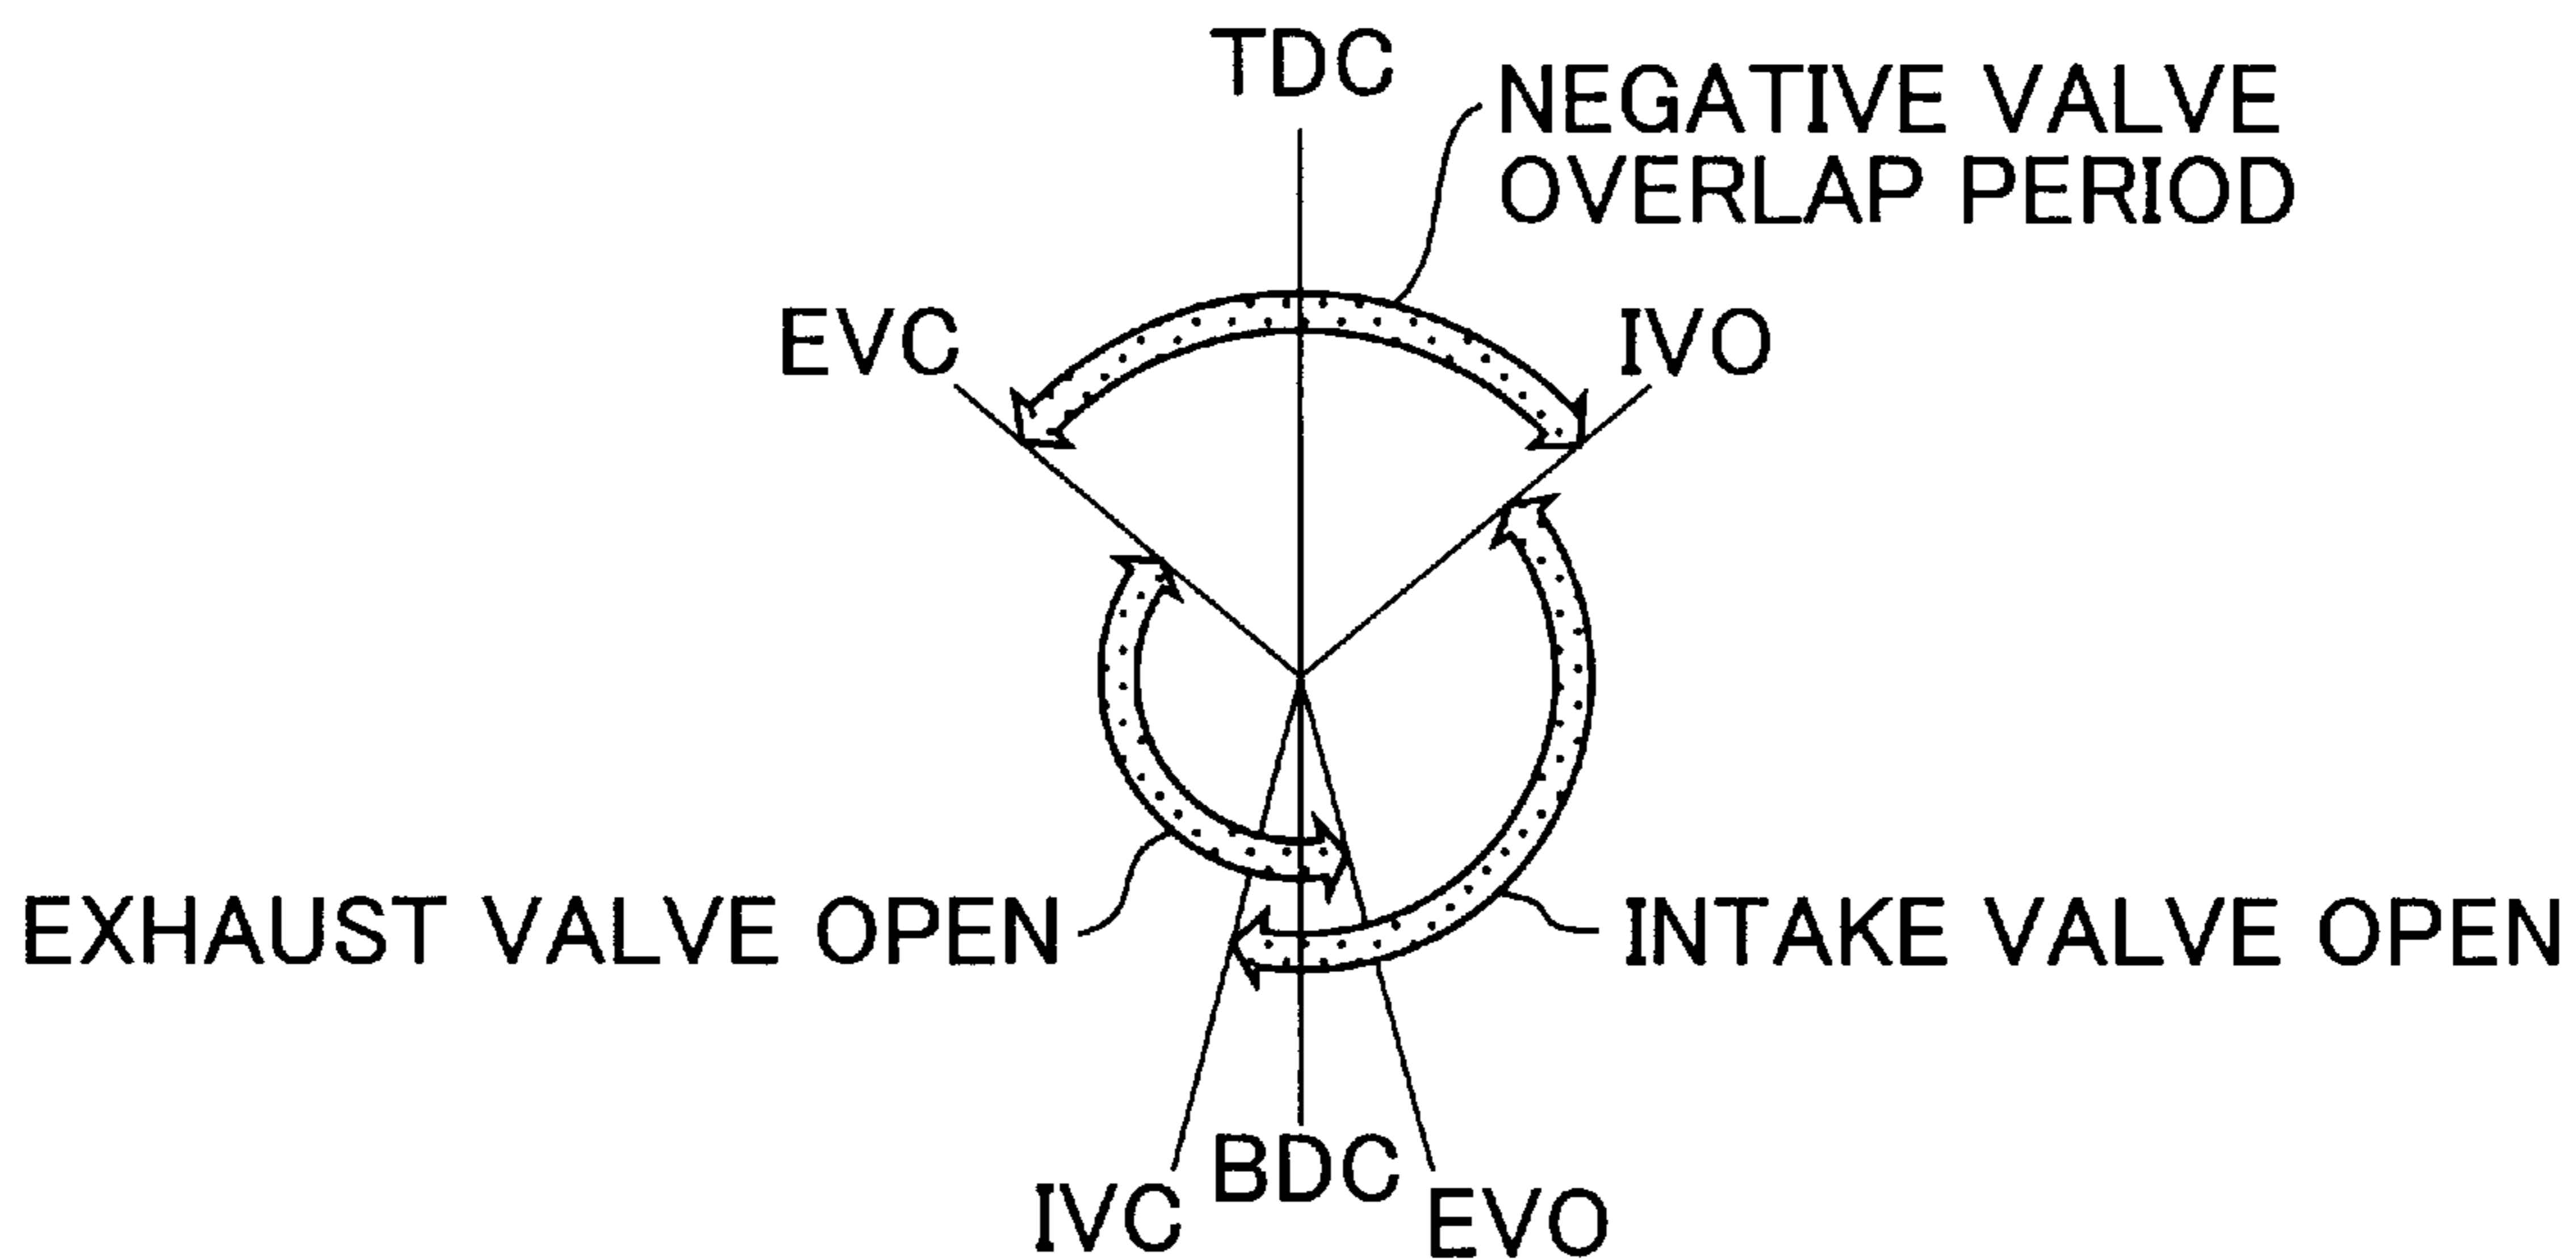 TDC
NEGATIVE VALVE
OVERLAP PERIOD
EVC
IVO
EXHAUST VALVE OPEN
INTAKE VALVE OPEN
IVC
BDC
EVO